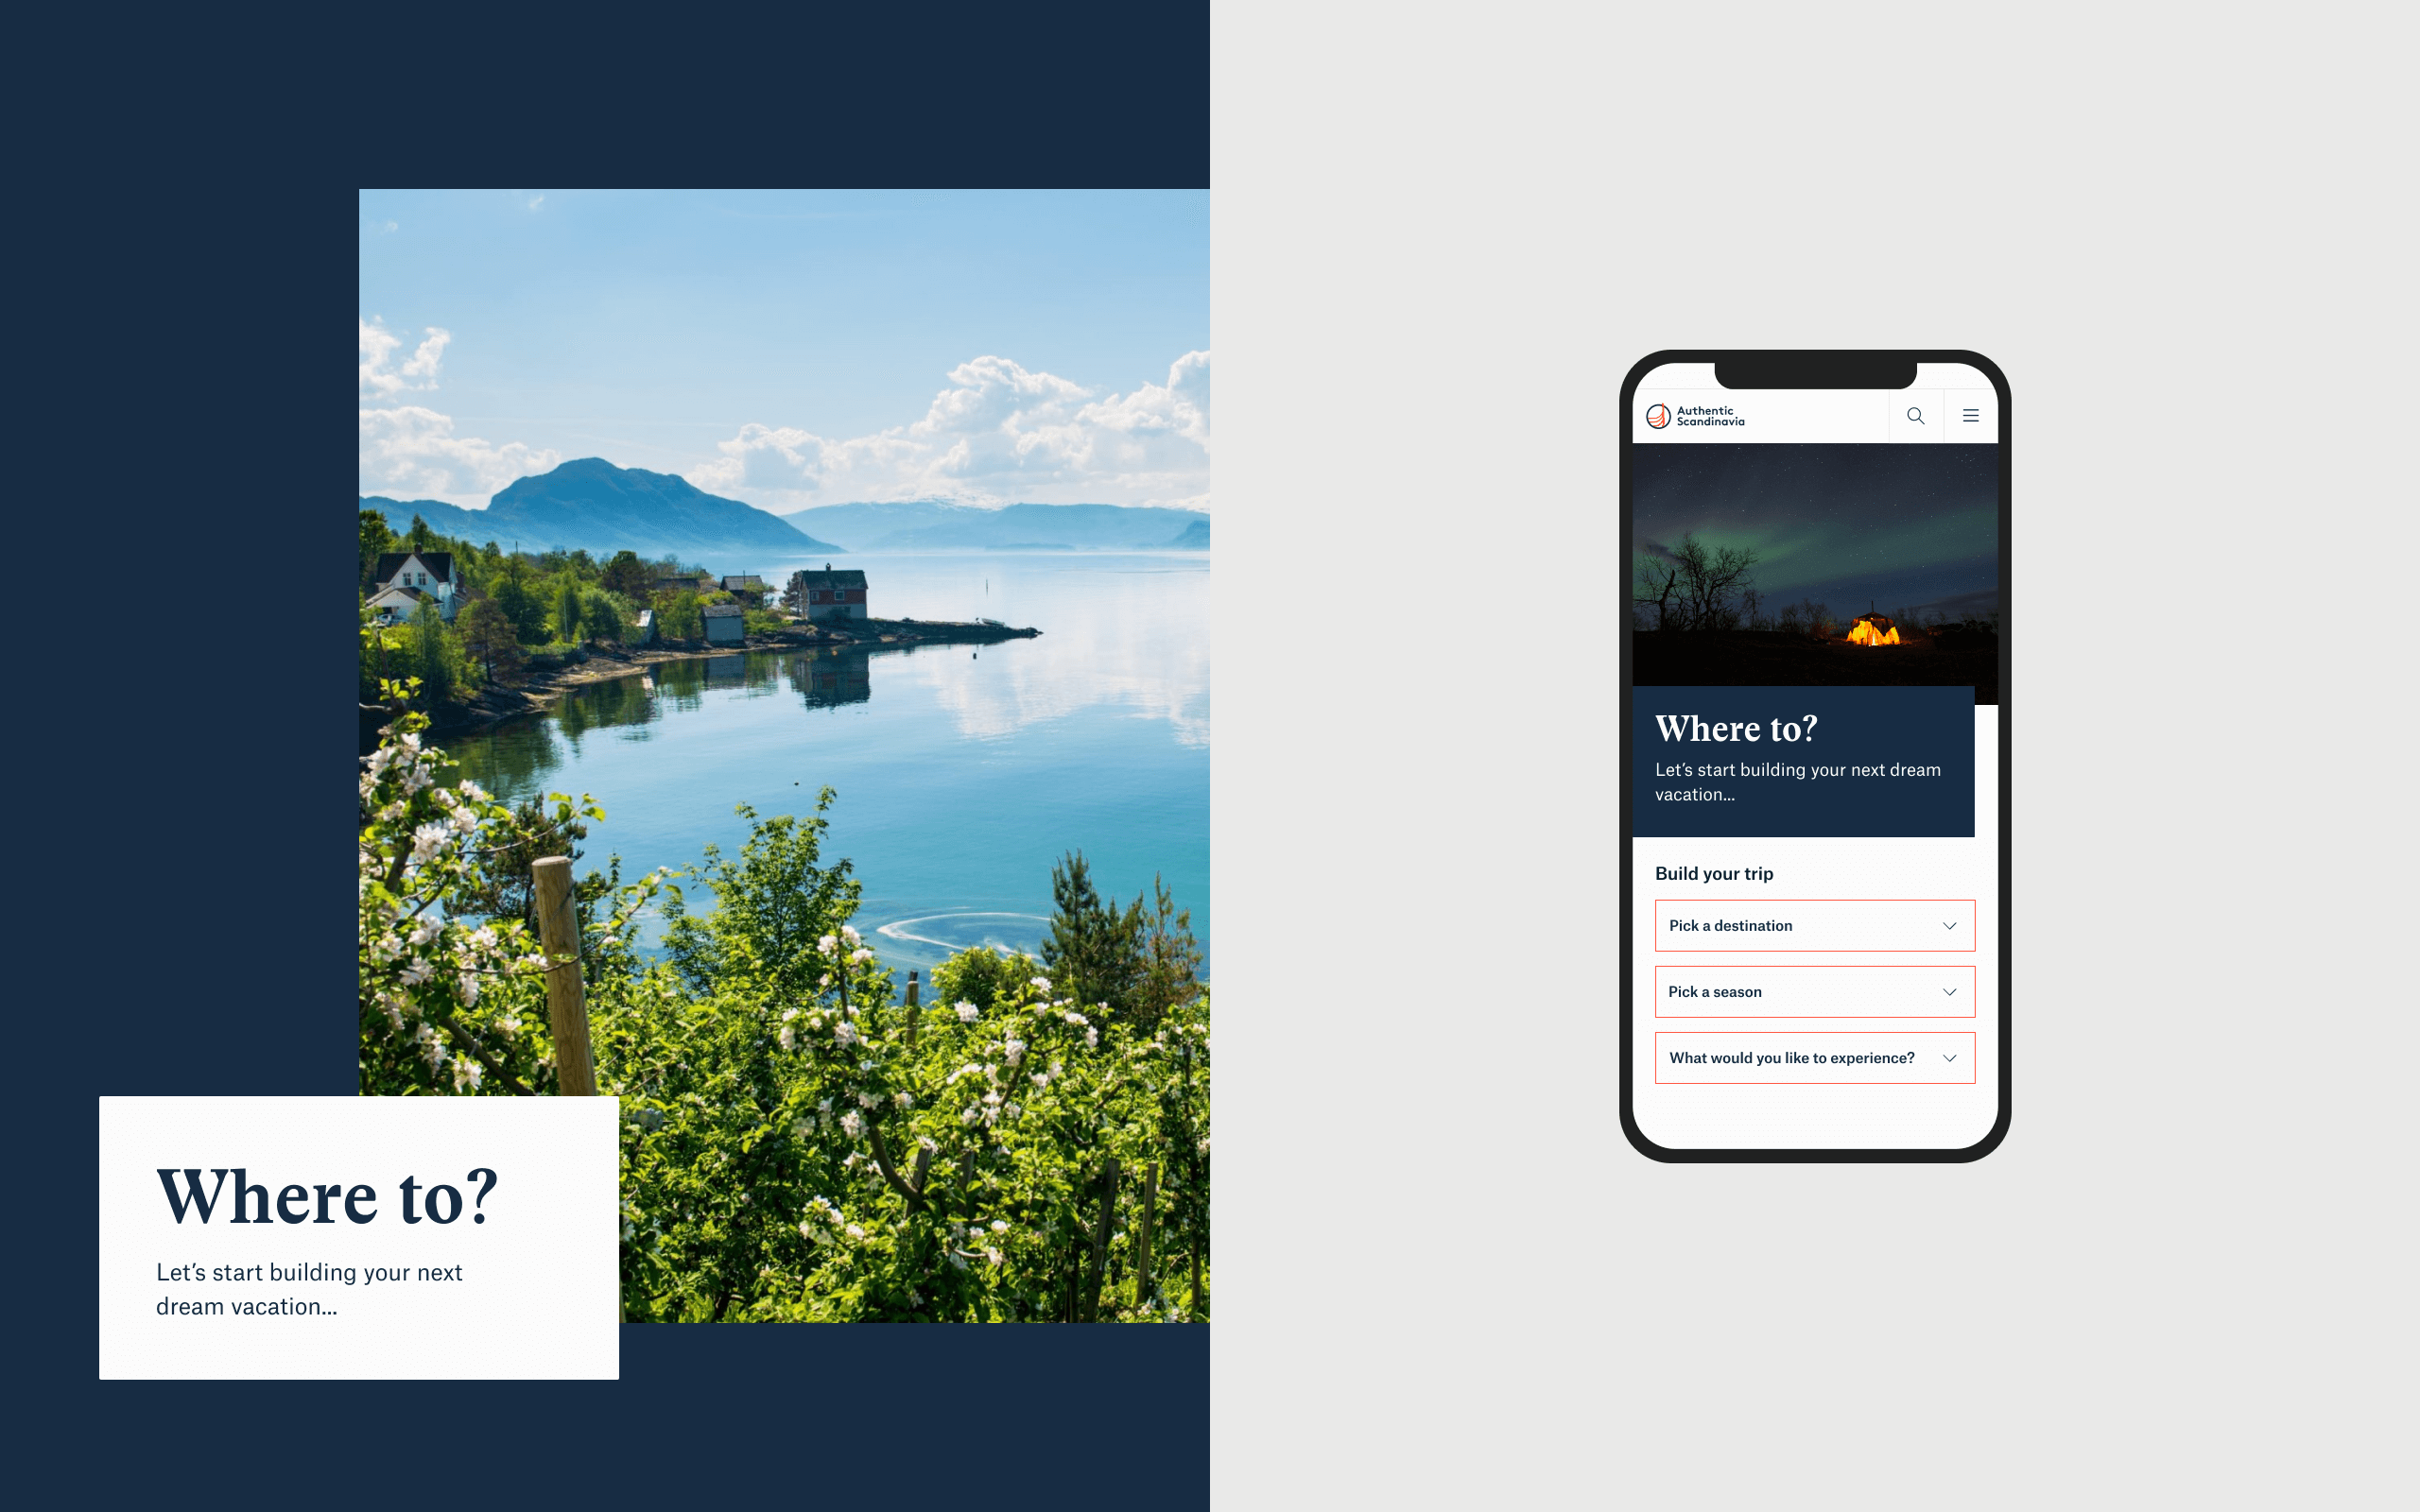 Where to?
Let’s start building your next
dream vacation...
Authentic
Scandinavia
Where to?
Let’s start building your next dream
vacation...
Build your trip
Pick a destination
Pick a season
What would you like to experience?